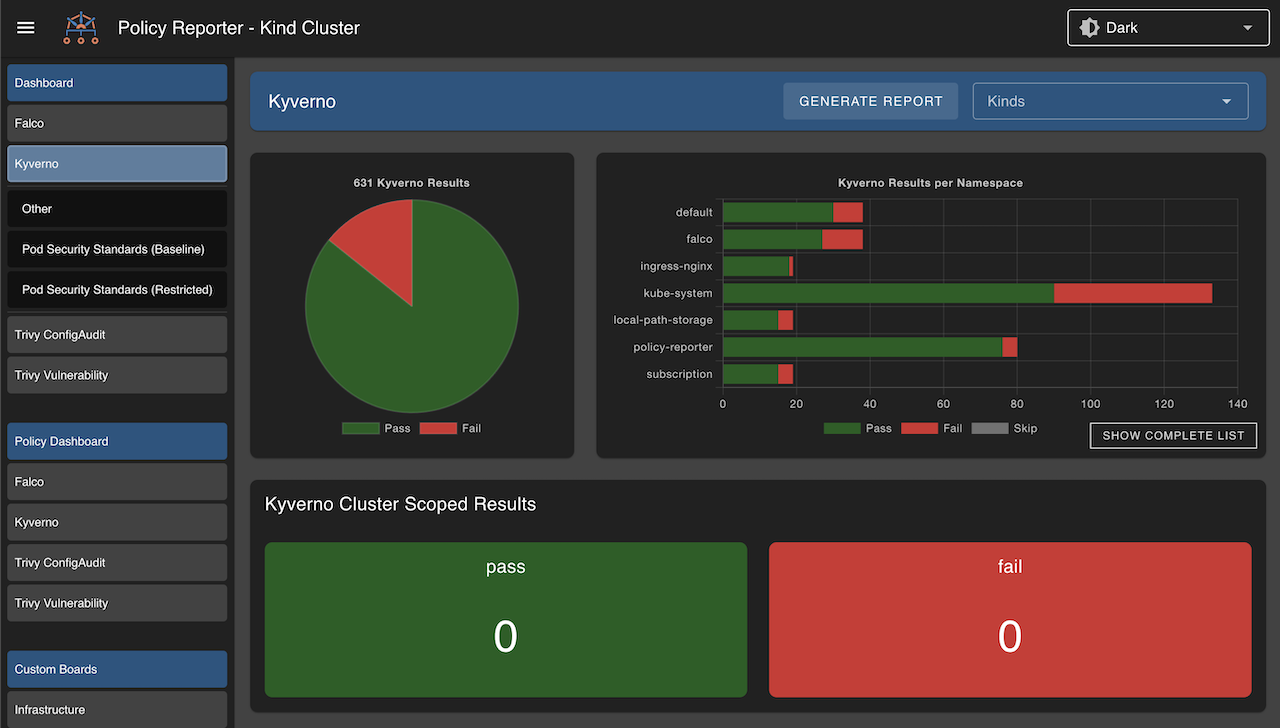 Policy Reporter - Kind Cluster
Dark
Dashboard
Falco
Kyverno
Other
Pod Security Standards (Baseline)
Pod Security Standards (Restricted)
Trivy ConfigAudit
Trivy Vulnerability
Policy Dashboard
Falco
Kyverno
Trivy ConfigAudit
Trivy Vulnerability
Custom Boards
Infrastructure
Kyverno
GENERATE REPORT
Kinds
631 Kyverno Results
Pass Fail
Kyverno Results per Namespace
default
falco
ingress-nginx
kube-system
local-path-storage
policy-reporter
subscription
0 20 40 60 80 100 120 140
Pass Fail Skip
SHOW COMPLETE LIST
Kyverno Cluster Scoped Results
pass
0
fail
0